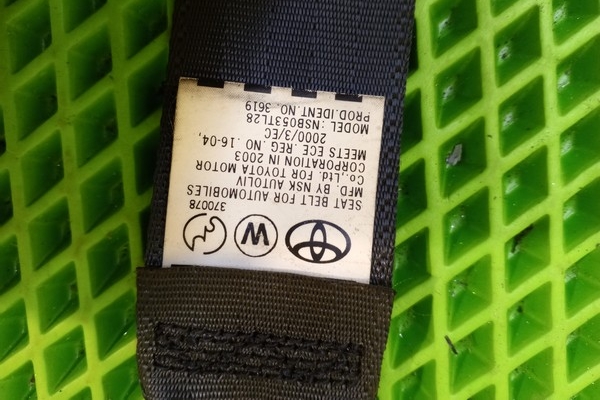 W
370078
SEAT BELT FOR AUTOMOBILES
MFD. BY NSK AUTOLIV
Co.,Ltd. FOR TOYOTA MOTOR
CORPORATION IN 2003
MEETS ECE.REG.NO.16-04,
2000/3/EC
MODEL:NSB053TL28
PROD.IDENT.NO. 3619